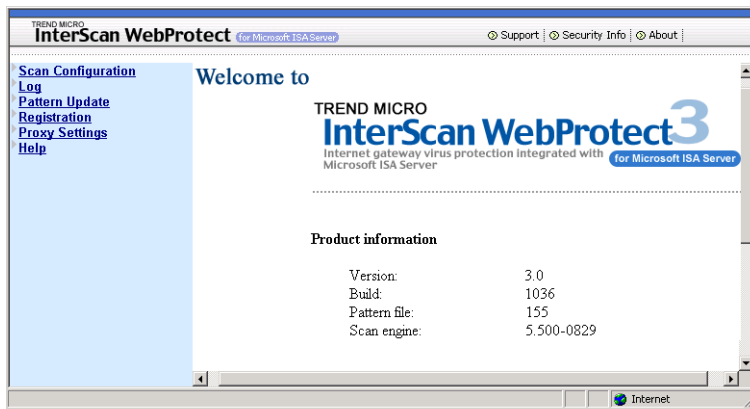 TREND MICRO
InterScan WebProtect for Microsoft ISA Server
Support
Security Info
About
Scan Configuration
Log
Pattern Update
Registration
Proxy Settings
Help
Welcome to
TREND MICRO
InterScan WebProtect 3
Internet gateway virus protection integrated with
Microsoft ISA Server
for Microsoft ISA Server
Product information
Version: 3.0
Build: 1036
Pattern file: 155
Scan engine: 5.500-0829
Internet